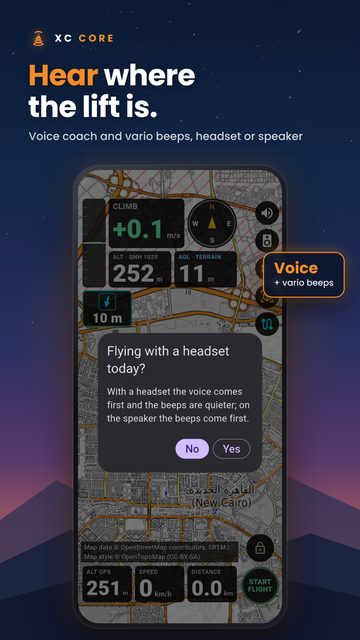 XC CORE
Hear where
the lift is.
Voice coach and vario beeps, headset or speaker
CLIMB
+0.1 m/s
N
W E
S
ALT · QNH 1020
252 m
AGL · TERRAIN
11 m
10 m
Voice
+ vario beeps
Flying with a headset
today?
With a headset the voice comes
first and the beeps are quieter; on
the speaker the beeps come first.
No Yes
القاهرة الجديدة
(New Cairo)
Map data © OpenStreetMap contributors, SRTM |
Map style © OpenTopoMap (CC-BY-SA)
ALT GPS
251 m
SPEED
0 km/h
DISTANCE
0.0 km
START
FLIGHT